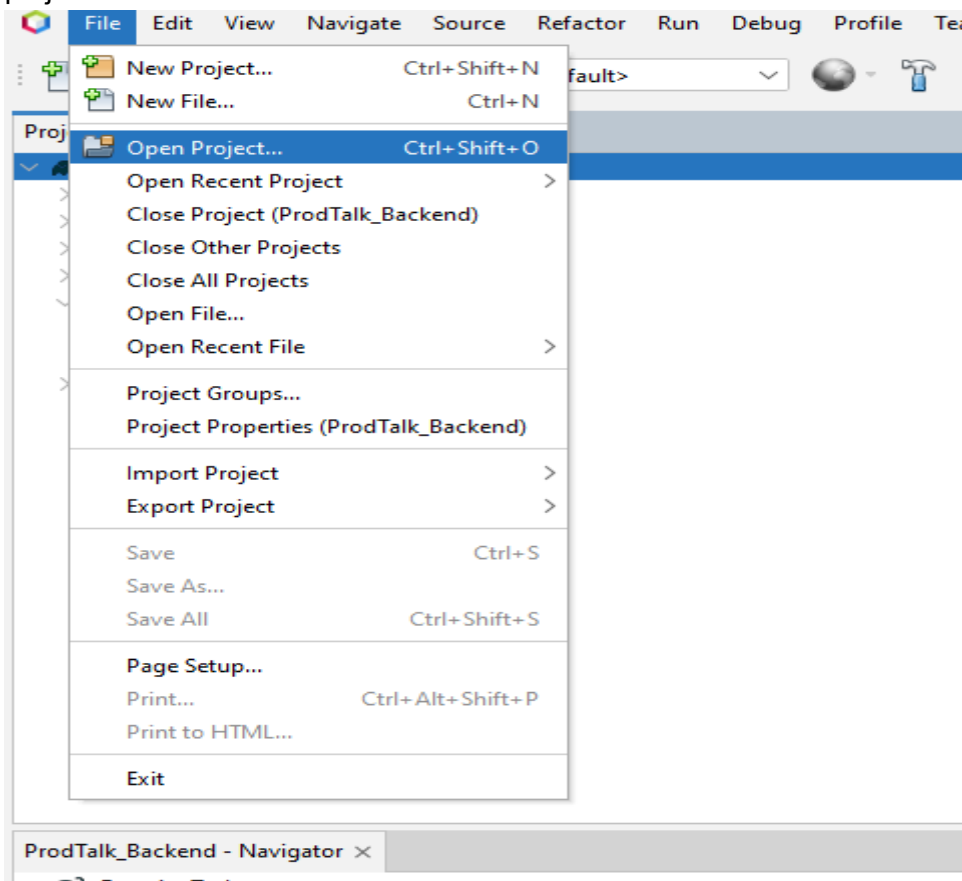 File Edit View Navigate Source Refactor Run Debug Profile
New Project... Ctrl+Shift+N
fault>
New File... Ctrl+N
Proj
Open Project... Ctrl+Shift+O
Open Recent Project >
Close Project (ProdTalk_Backend)
Close Other Projects
Close All Projects
Open File...
Open Recent File >
Project Groups...
Project Properties (ProdTalk_Backend)
Import Project >
Export Project >
Save Ctrl+S
Save As...
Save All Ctrl+Shift+S
Page Setup...
Print... Ctrl+Alt+Shift+P
Print to HTML...
Exit
ProdTalk_Backend - Navigator ×